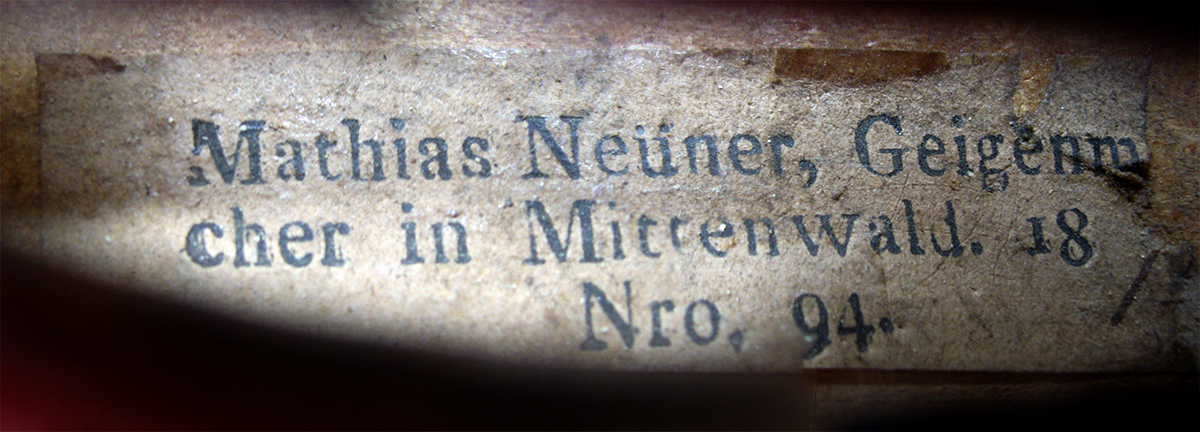 Mathias Neüner, Geigenm
cher in Mittenwald. 18
Nro. 94.